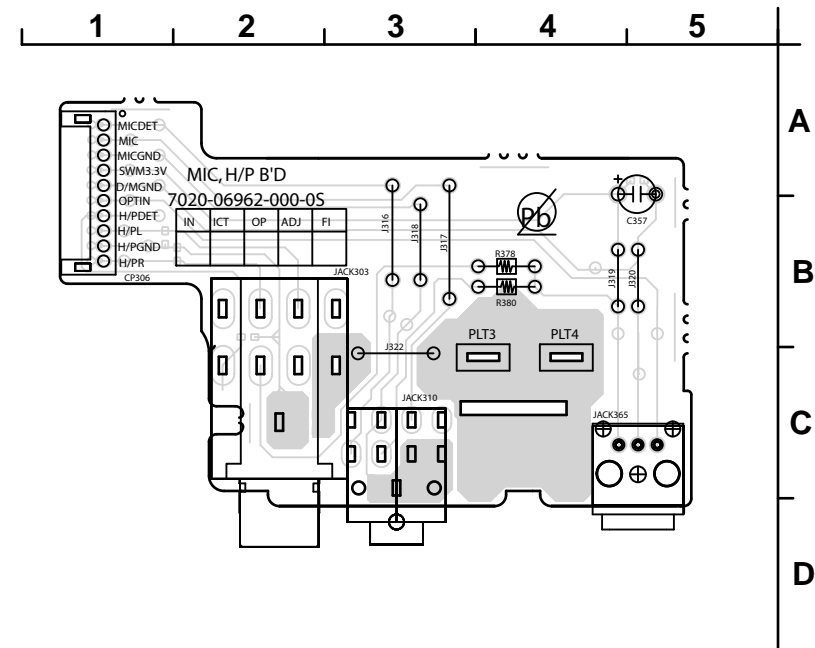 1 2 3 4 5
A
MICDET
MIC
MICGND
SWM3.3V
D/MGND
OPTIN
H/PDET
H/PL
H/PGND
H/PR
CP306
MIC, H/P B'D
7020-06962-000-0S
IN ICT OP ADJ FI
J316
J318
J317
Pb
+
C357
B
R378
R380
J319
J320
JACK303
J322
PLT3
PLT4
JACK310
JACK365
C
D